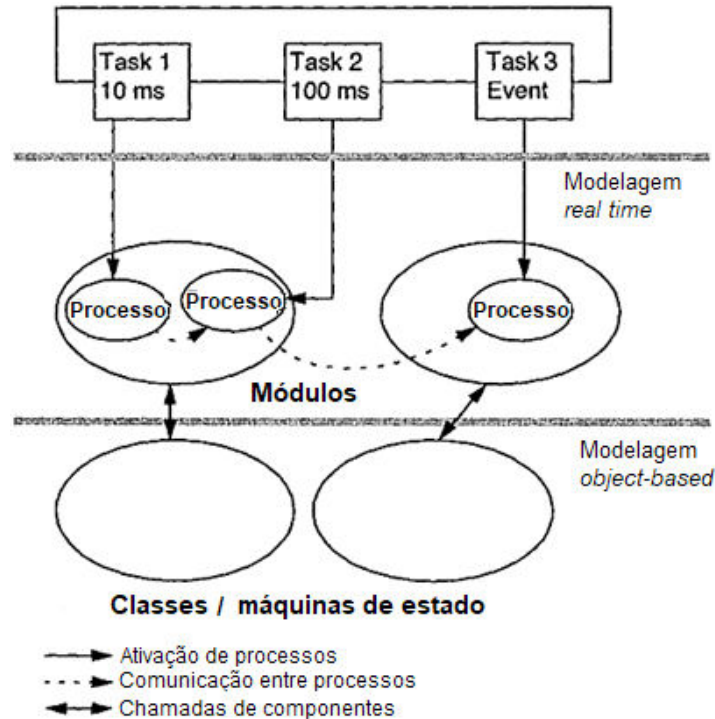 Task 1
10 ms
Task 2
100 ms
Task 3
Event
Modelagem
real time
Processo
Processo
Processo
Módulos
Modelagem
object-based
Classes / máquinas de estado
Ativação de processos
Comunicação entre processos
Chamadas de componentes